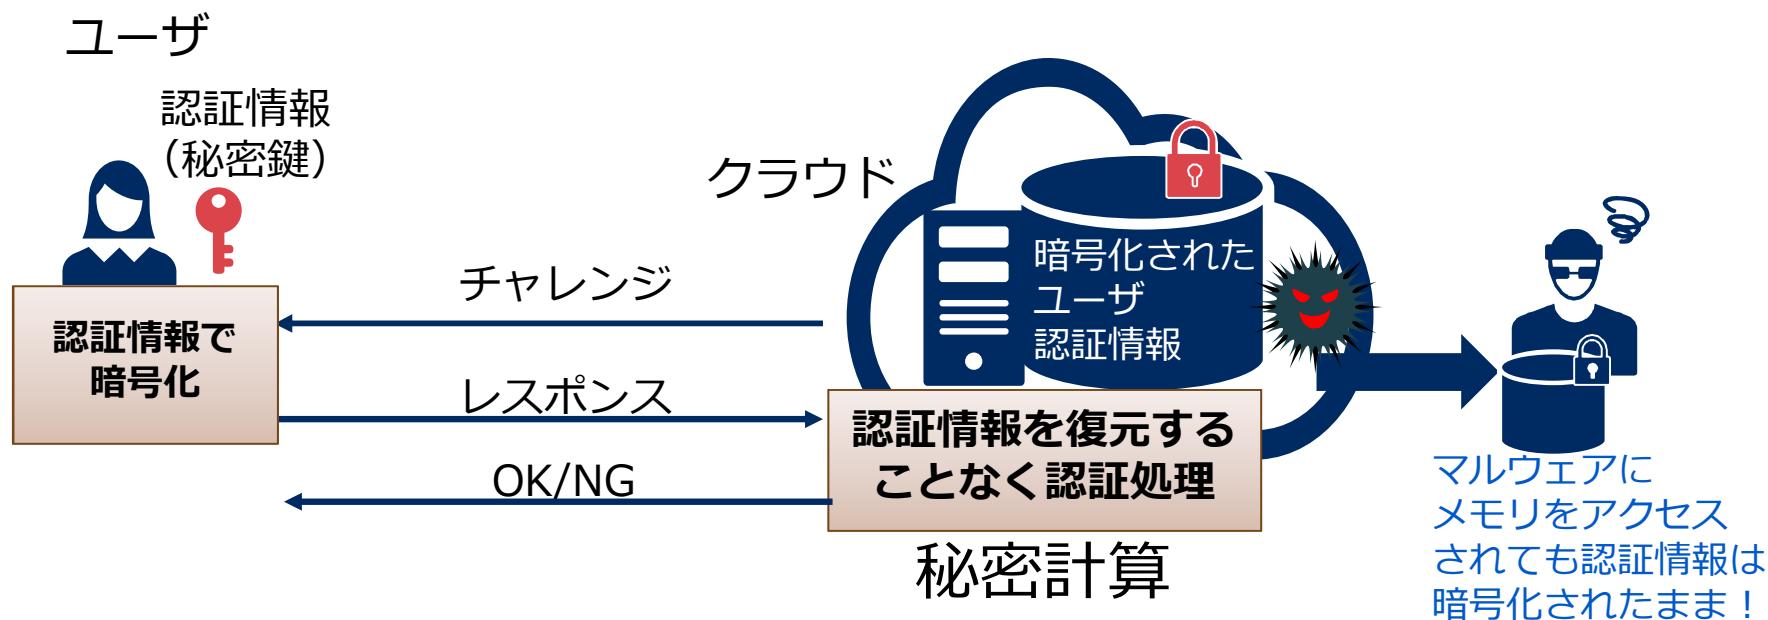 ユーザ
認証情報
（秘密鍵）
認証情報で
暗号化
チャレンジ
レスポンス
OK/NG
クラウド
暗号化された
ユーザ
認証情報
認証情報を復元する
ことなく認証処理
秘密計算
マルウェアに
メモリをアクセス
されても認証情報は
暗号化されたまま！